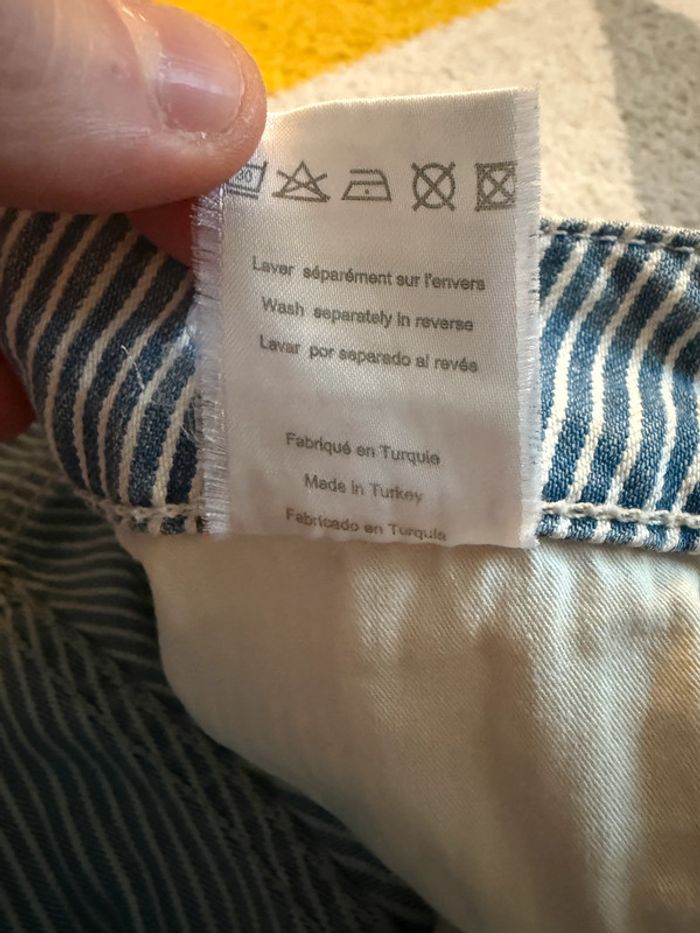 30
Laver séparément sur l'envers
Wash separately in reverse
Lavar por separado al revés
Fabriqué en Turquie
Made in Turkey
Fabricado en Turquia